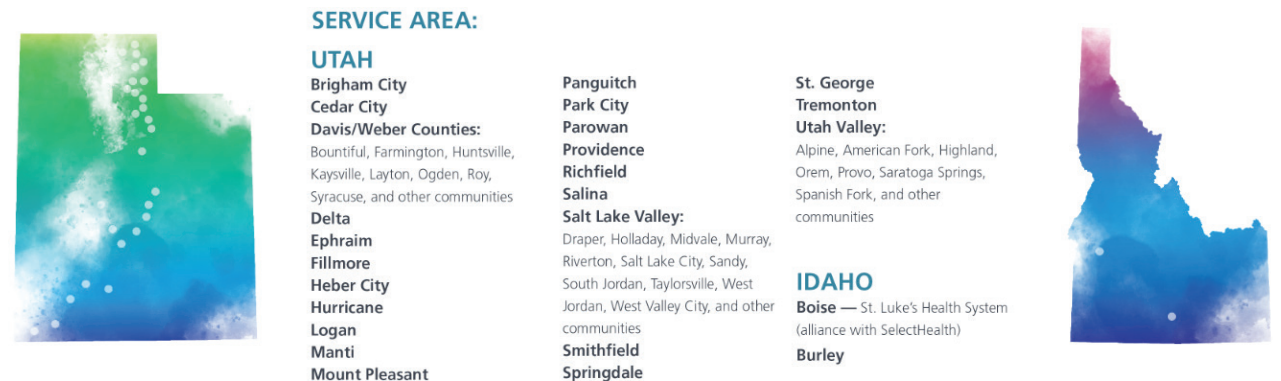 SERVICE AREA:
UTAH
Brigham City
Cedar City
Davis/Weber Counties:
Bountiful, Farmington, Huntsville,
Kaysville, Layton, Ogden, Roy,
Syracuse, and other communities
Delta
Ephraim
Fillmore
Heber City
Hurricane
Logan
Manti
Mount Pleasant
Panguitch
Park City
Parowan
Providence
Richfield
Salina
Salt Lake Valley:
Draper, Holladay, Midvale, Murray,
Riverton, Salt Lake City, Sandy,
South Jordan, Taylorsville, West
Jordan, West Valley City, and other
communities
Smithfield
Springdale
St. George
Tremonton
Utah Valley:
Alpine, American Fork, Highland,
Orem, Provo, Saratoga Springs,
Spanish Fork, and other
communities
IDAHO
Boise — St. Luke's Health System
(alliance with SelectHealth)
Burley